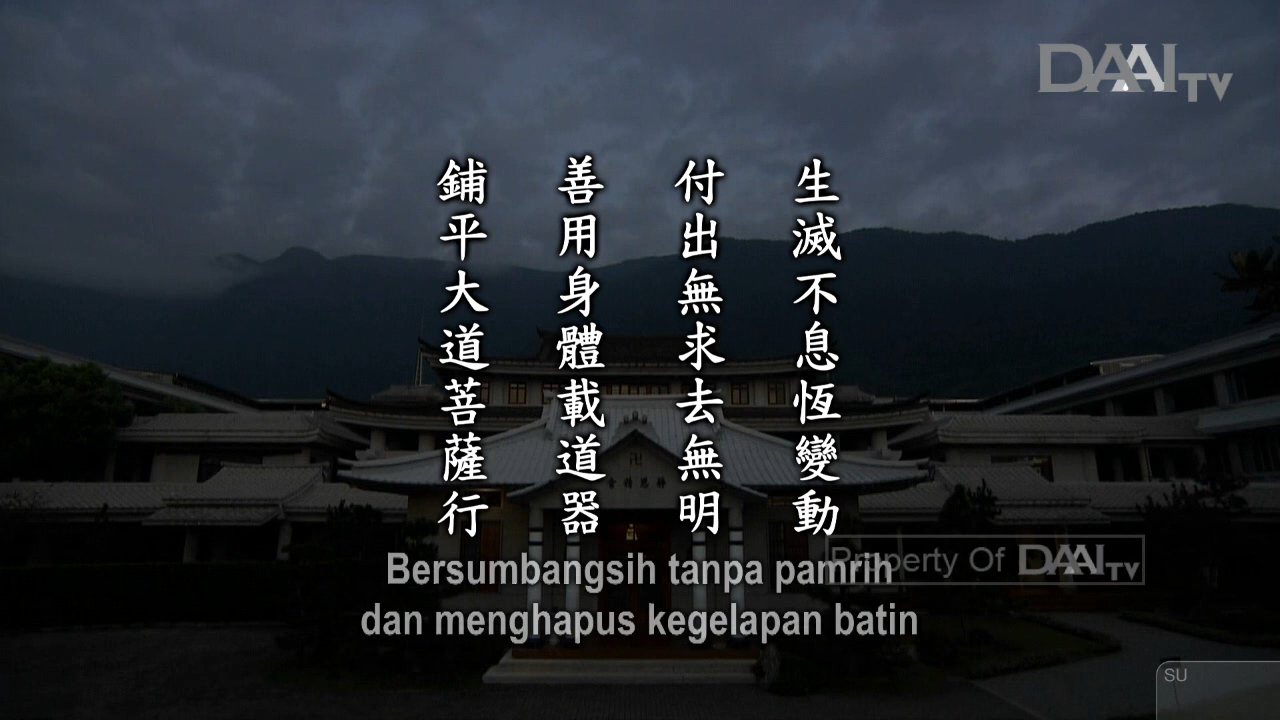 DAAI TV
生滅不息恆變動
付出無求去無明
善用身體載道器
鋪平大道菩薩行
Property Of DAAI TV
Bersumbangsih tanpa pamrih
dan menghapus kegelapan batin
SU